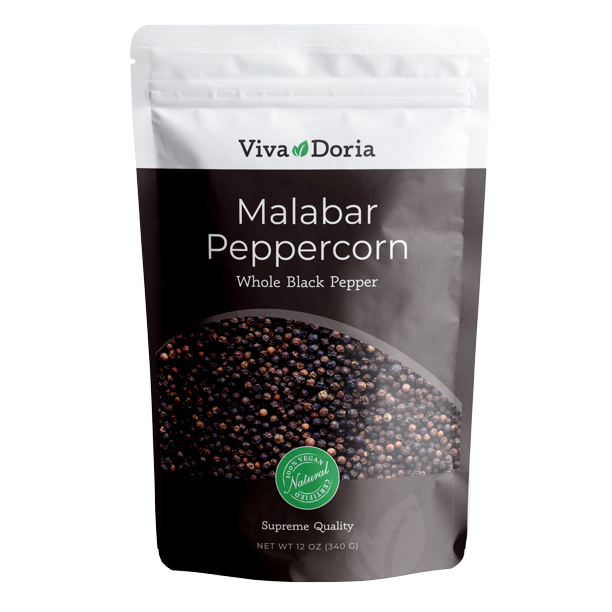 Viva Doria
Malabar
Peppercorn
Whole Black Pepper
100% VEGAN
Natural
CERTIFIED
Supreme Quality
NET WT 12 OZ (340 G)